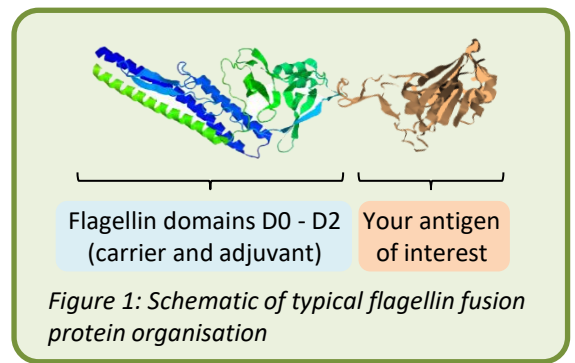 Flagellin domains D0 - D2
(carrier and adjuvant)
Your antigen
of interest
Figure 1: Schematic of typical flagellin fusion
protein organisation